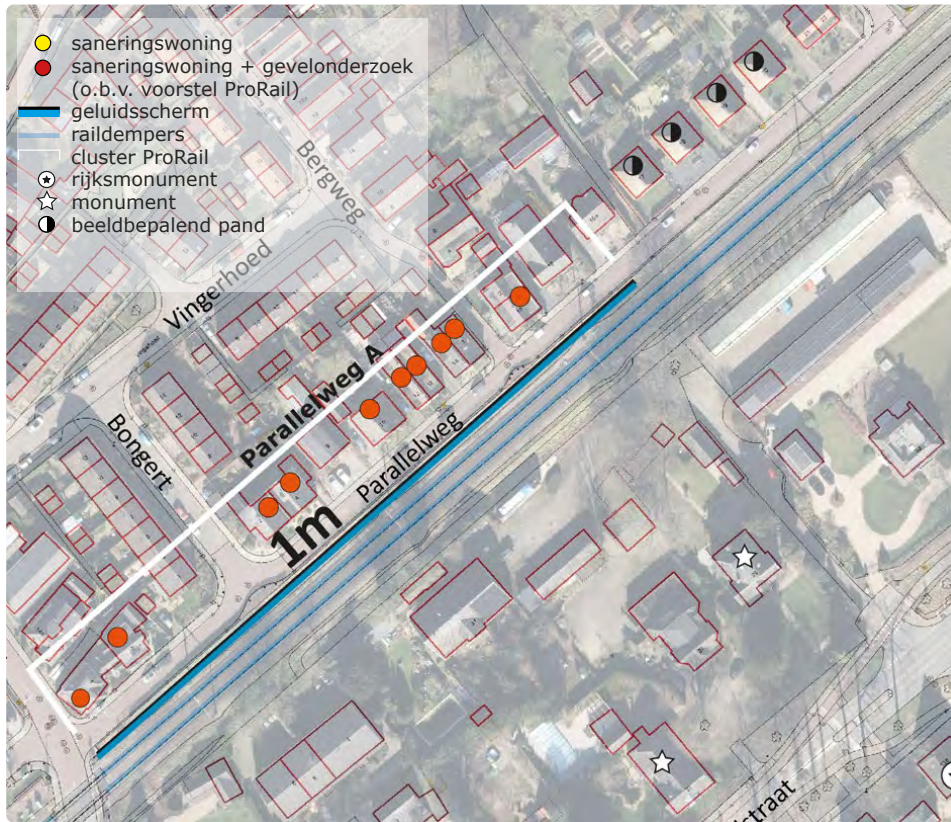 saneringswoning
saneringswoning + gevelonderzoek
(o.b.v. voorstel ProRail)
geluidsscherm
raildempers
cluster ProRail
rijksmonument
monument
beeldbepalend pand
Bergweg
Vingerhoed
Parallelweg A
Bongert
Parallelweg
1m
straat